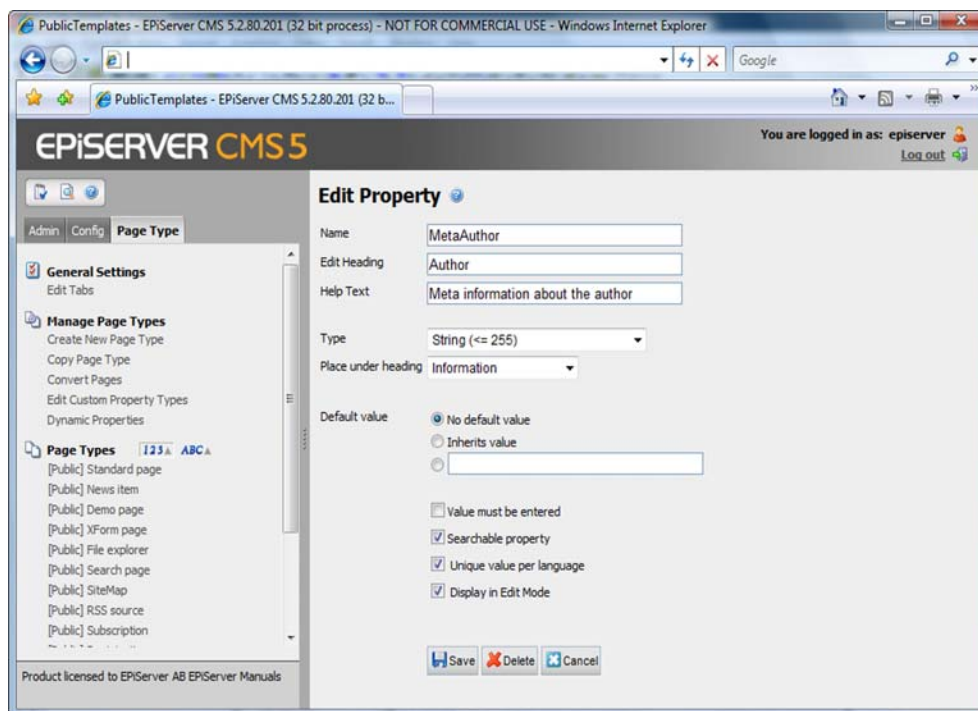 PublicTemplates - EPiServer CMS 5.2.80.201 (32 bit process) - NOT FOR COMMERCIAL USE - Windows Internet Explorer
Google
PublicTemplates - EPiServer CMS 5.2.80.201 (32 b...
EPiSERVER CMS 5
You are logged in as: episerver
Log out
Admin Config Page Type
General Settings
Edit Tabs
Manage Page Types
Create New Page Type
Copy Page Type
Convert Pages
Edit Custom Property Types
Dynamic Properties
Page Types 123 ABC
[Public] Standard page
[Public] News item
[Public] Demo page
[Public] XForm page
[Public] File explorer
[Public] Search page
[Public] SiteMap
[Public] RSS source
[Public] Subscription
Product licensed to EPiServer AB EPiServer Manuals
Edit Property
Name MetaAuthor
Edit Heading Author
Help Text Meta information about the author
Type String (<= 255)
Place under heading Information
Default value No default value
Inherits value
Value must be entered
Searchable property
Unique value per language
Display in Edit Mode
Save Delete Cancel